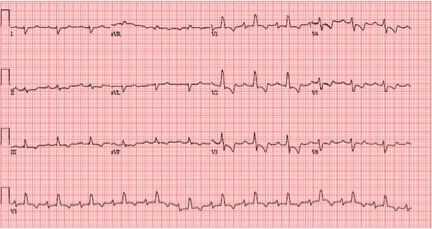 I aVR V1 V4
II aVL V2 V5
III aVF V3 V6
V1